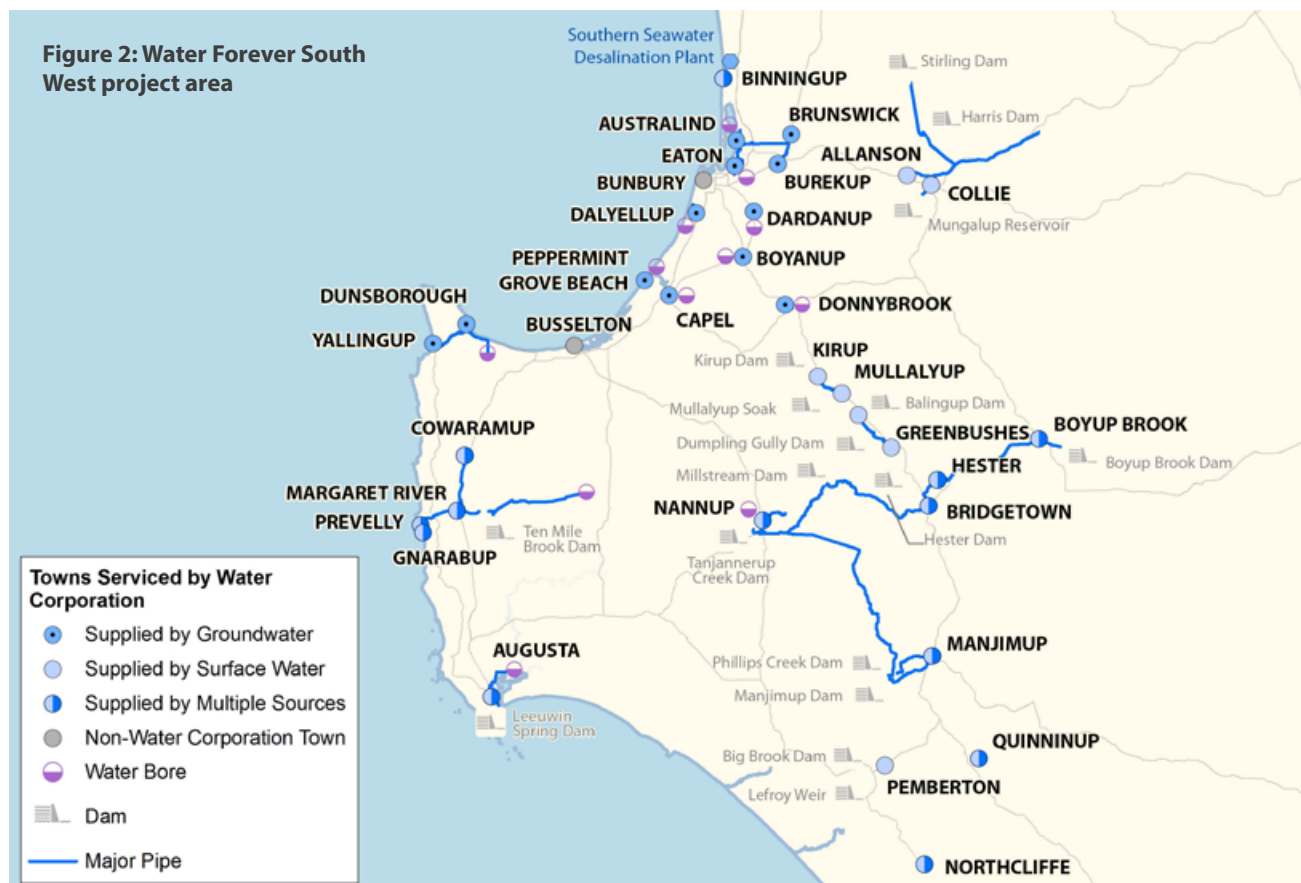 Figure 2: Water Forever South
West project area
Southern Seawater
Desalination Plant
BINNINGUP
Stirling Dam
Harris Dam
AUSTRALIND
BRUNSWICK
EATON
ALLANSON
BUNBURY
BUREKUP
COLLIE
DALYELLUP
DARDANUP
Mungalup Reservoir
PEPPERMINT
GROVE BEACH
BOYANUP
DUNSBOROUGH
CAPEL
DONNYBROOK
YALLINGUP
BUSSELTON
KIRUP
Kirup Dam
MULLALYUP
Mullalyup Soak
Balingup Dam
COWARAMUP
Dumpling Gully Dam
GREENBUSHES
BOYUP BROOK
Millstream Dam
HESTER
Boyup Brook Dam
MARGARET RIVER
PREVELLY
NANNUP
BRIDGETOWN
GNARABUP
Ten Mile
Brook Dam
Hester Dam
Tanjannerup
Creek Dam
Towns Serviced by Water
Corporation
Supplied by Groundwater
Supplied by Surface Water
Supplied by Multiple Sources
Non-Water Corporation Town
Water Bore
Dam
Major Pipe
AUGUSTA
Leeuwin
Spring Dam
Phillips Creek Dam
MANJIMUP
Manjimup Dam
QUINNINUP
Big Brook Dam
PEMBERTON
Lefroy Weir
NORTHCLIFFE